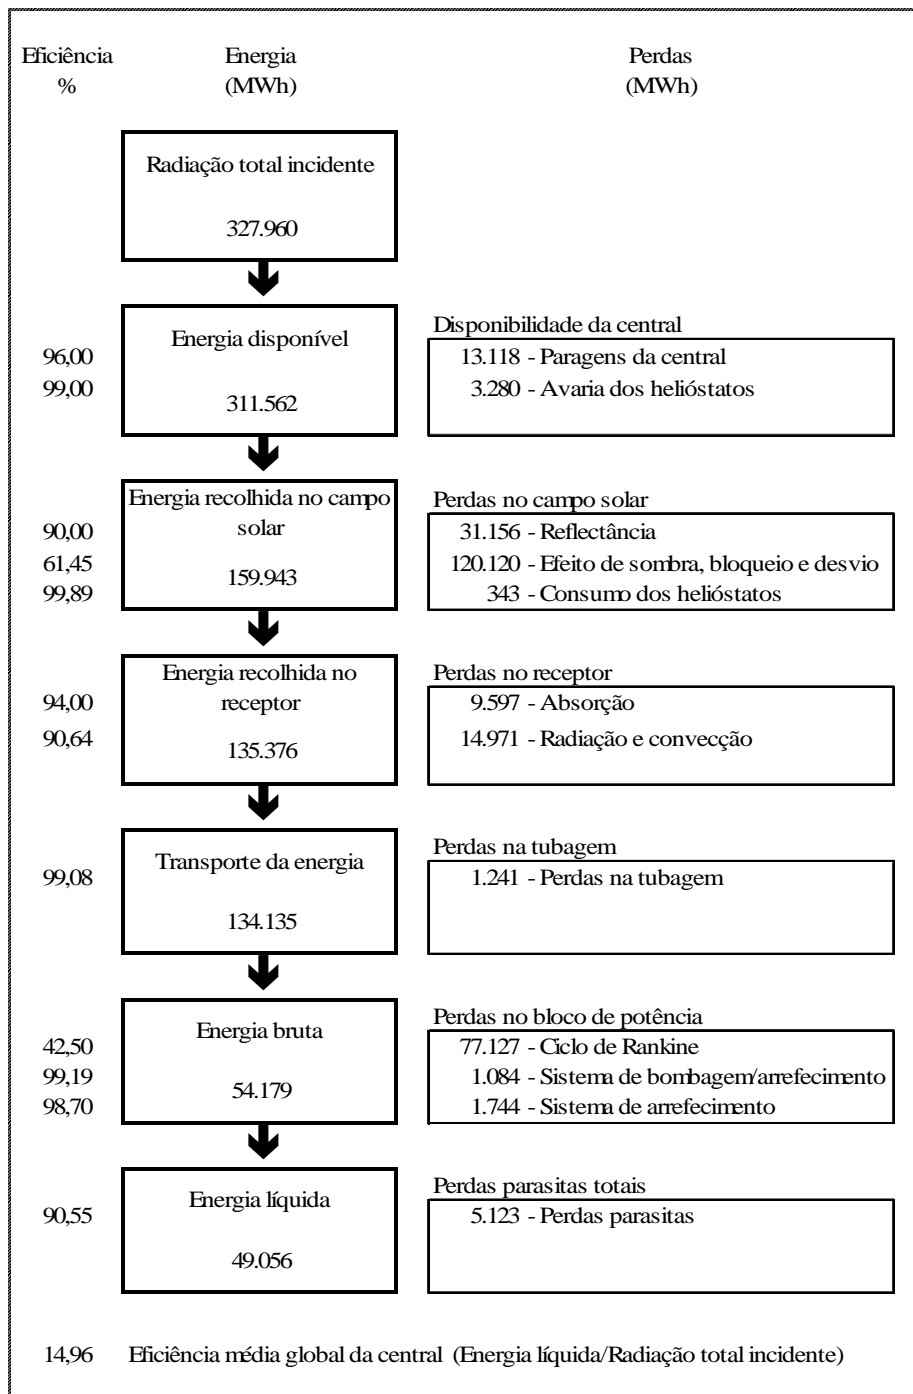 Eficiência Energia Perdas
% (MWh) (MWh)
Radiação total incidente
327.960
Disponibilidade da central
Energia disponível
96,00 13.118 - Paragens da central
99,00 3.280 - Avaria dos helióstatos
311.562
Energia recolhida no campo Perdas no campo solar
90,00 solar 31.156 - Reflectância
61,45 159.943 120.120 - Efeito de sombra, bloqueio e desvio
99,89 343 - Consumo dos helióstatos
Energia recolhida no Perdas no receptor
94,00 receptor 9.597 - Absorção
90,64 135.376 14.971 - Radiação e convecção
Perdas na tubagem
Transporte da energia
99,08 1.241 - Perdas na tubagem
134.135
Perdas no bloco de potência
Energia bruta
42,50 77.127 - Ciclo de Rankine
99,19 54.179 1.084 - Sistema de bombagem/arrefecimento
98,70 1.744 - Sistema de arrefecimento
Perdas parasitas totais
Energia líquida
90,55 5.123 - Perdas parasitas
49.056
14,96 Eficiência média global da central (Energia líquida/Radiação total incidente)